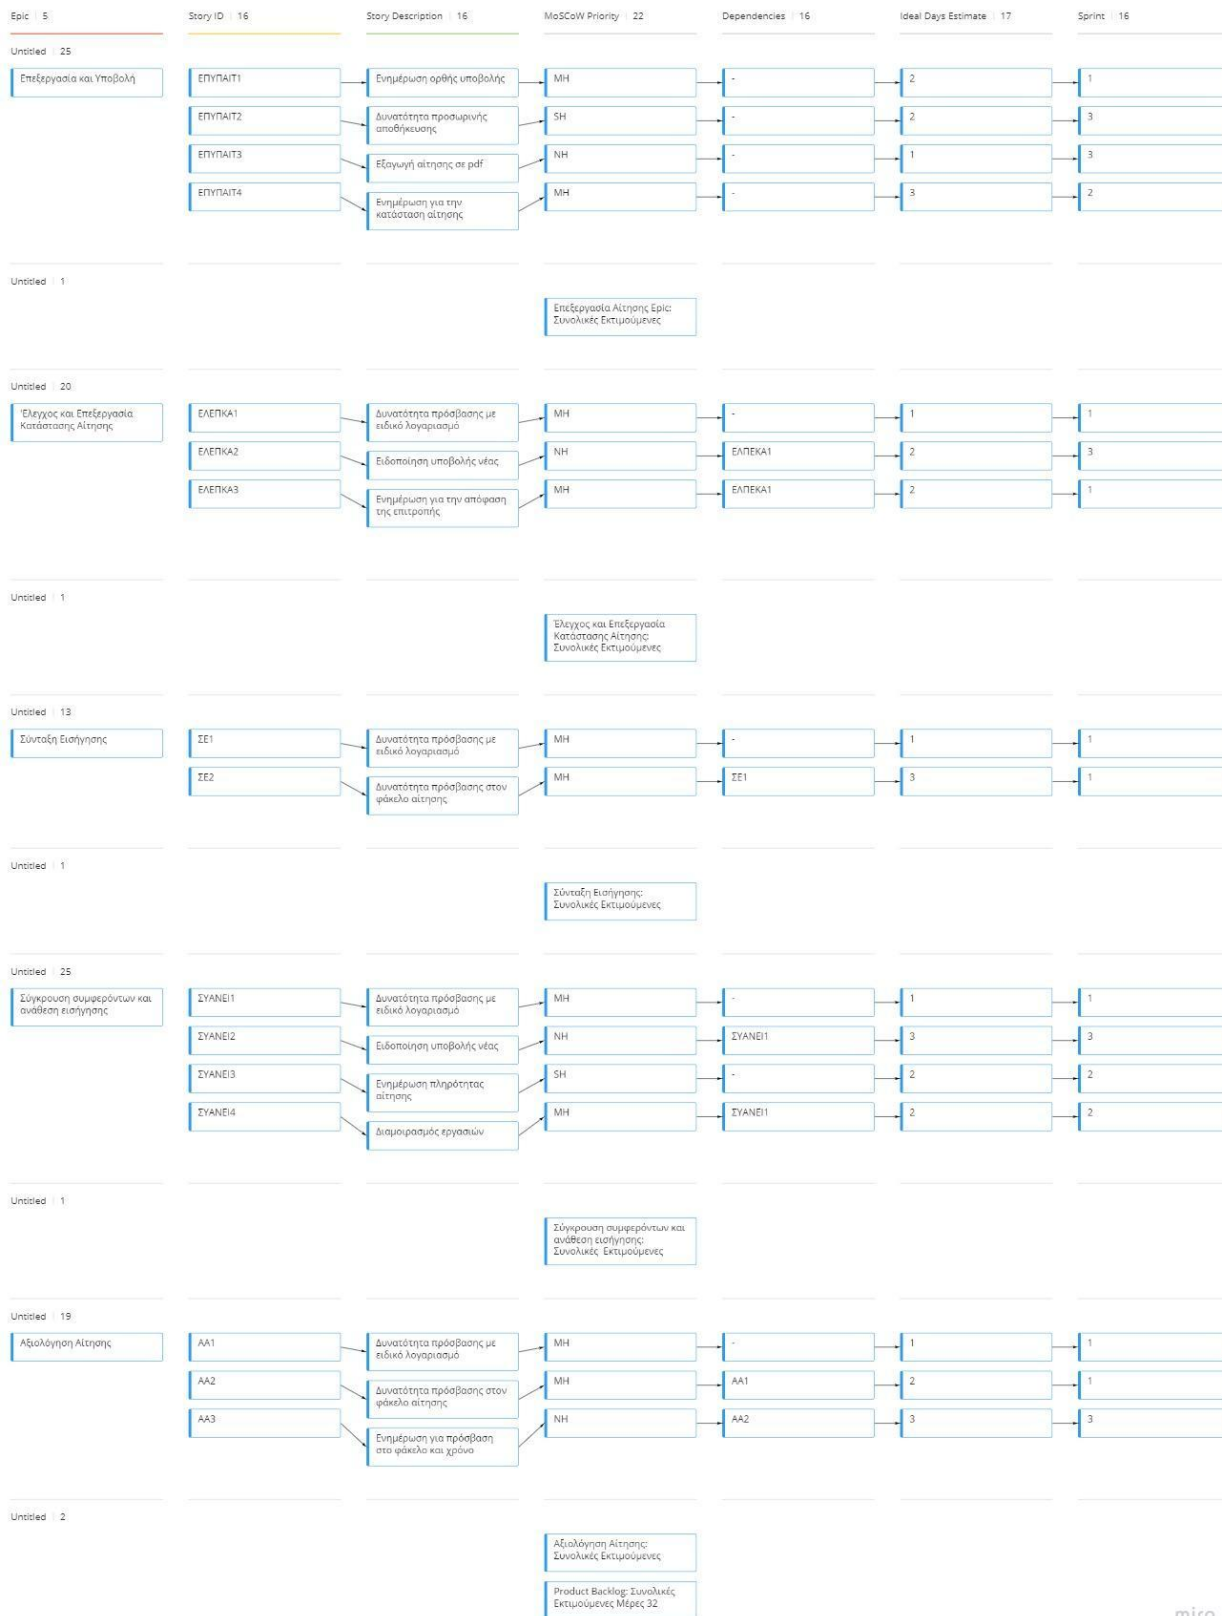 Epic 5 Story ID 16 Story Description 16 MoSCoW Priority 22 Dependencies 16 Ideal Days Estimate 17 Sprint 16
Untitled 25
Επεξεργασία και Υποβολή ΕΠΥΠΑΙΤ1 Ενημέρωση ορθής υποβολής MH - 2 1
ΕΠΥΠΑΙΤ2 Δυνατότητα προσωρινής SH - 2 3
αποθήκευσης
ΕΠΥΠΑΙΤ3 Εξαγωγή αίτησης σε pdf NH - 1 3
ΕΠΥΠΑΙΤ4 Ενημέρωση για την MH - 3 2
κατάσταση αίτησης
Untitled 1
Επεξεργασία Αίτησης Epic:
Συνολικές Εκτιμούμενες
Untitled 20
'Ελεγχος και Επεξεργασία ΕΛΕΠΚΑ1 Δυνατότητα πρόσβασης με MH - 1 1
Κατάστασης Αίτησης ειδικό λογαριασμό
ΕΛΕΠΚΑ2 Ειδοποίηση υποβολής νέας NH ΕΛΠΕΚΑ1 2 3
ΕΛΕΠΚΑ3 Ενημέρωση για την απόφαση MH ΕΛΠΕΚΑ1 2 1
της επιτροπής
Untitled 1
Έλεγχος και Επεξεργασία
Κατάστασης Αίτησης:
Συνολικές Εκτιμούμενες
Untitled 13
Σύνταξη Εισήγησης ΣΕ1 Δυνατότητα πρόσβασης με MH - 1 1
ειδικό λογαριασμό
ΣΕ2 Δυνατότητα πρόσβασης στον MH ΣΕ1 3 1
φάκελο αίτησης
Untitled 1
Σύνταξη Εισήγησης:
Συνολικές Εκτιμούμενες
Untitled 25
Σύγκρουση συμφερόντων και ΣΥΑΝΕΙ1 Δυνατότητα πρόσβασης με MH - 1 1
ανάθεση εισήγησης ειδικό λογαριασμό
ΣΥΑΝΕΙ2 Ειδοποίηση υποβολής νέας NH ΣΥΑΝΕΙ1 3 3
ΣΥΑΝΕΙ3 Ενημέρωση πληρότητας SH - 2 2
αίτησης
ΣΥΑΝΕΙ4 Διαμοιρασμός εργασιών MH ΣΥΑΝΕΙ1 2 2
Untitled 1
Σύγκρουση συμφερόντων και
ανάθεση εισήγησης:
Συνολικές Εκτιμούμενες
Untitled 19
Αξιολόγηση Αίτησης ΑΑ1 Δυνατότητα πρόσβασης με MH - 1 1
ειδικό λογαριασμό
ΑΑ2 Δυνατότητα πρόσβασης στον MH ΑΑ1 2 1
φάκελο αίτησης
ΑΑ3 Ενημέρωση για πρόσβαση NH ΑΑ2 3 3
στο φάκελο και χρόνο
Untitled 2
Αξιολόγηση Αίτησης:
Συνολικές Εκτιμούμενες
Product Backlog: Συνολικές
Εκτιμούμενες Μέρες 32
miro